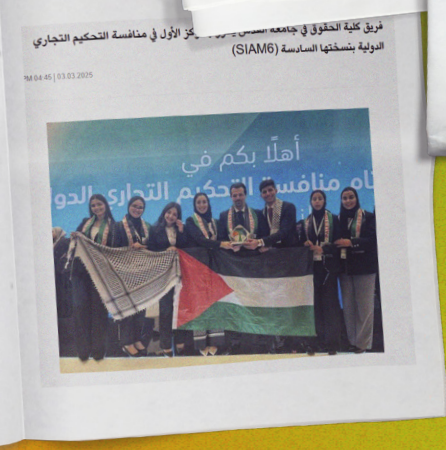 فريق كلية الحقوق في جامعة القدس الأول في منافسة التحكيم التجاري
الدولية بنسختها السادسة (SIAM6)
PM 04:45 | 03.03.2025
أهلًا بكم في
منافسة التحكيم التجاري
في